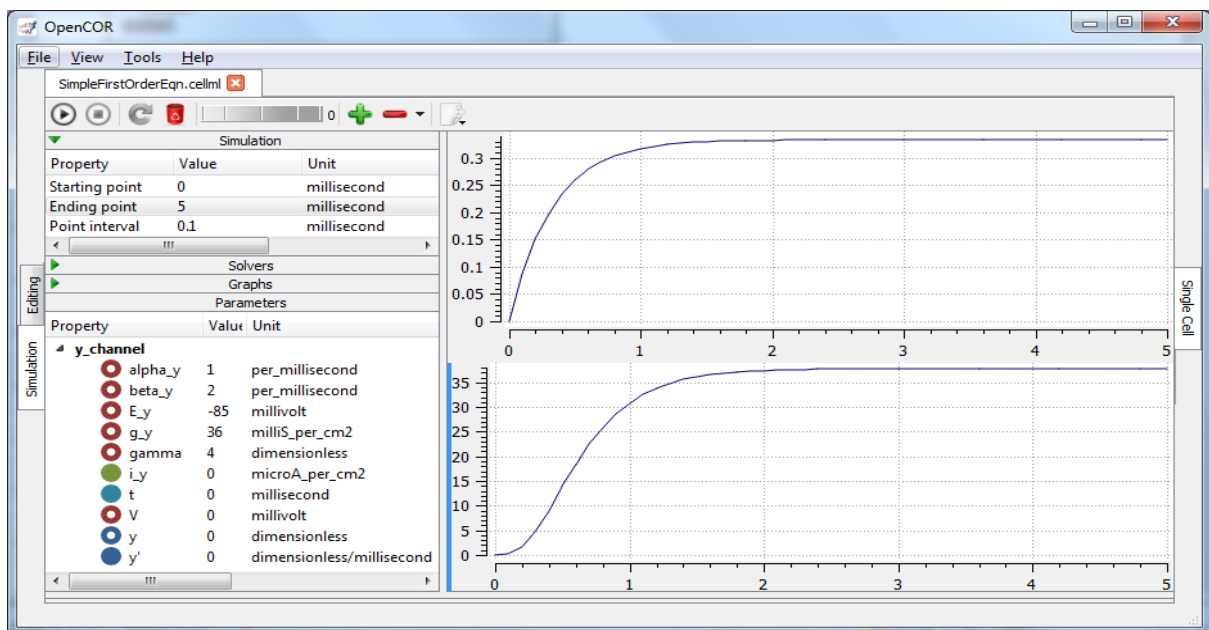 OpenCOR
File View Tools Help
SimpleFirstOrderEqn.cellml
0
Simulation
Property Value Unit
Starting point 0 millisecond
Ending point 5 millisecond
Point interval 0.1 millisecond
Solvers
Graphs
Parameters
Property Value Unit
y_channel
alpha_y 1 per_millisecond
beta_y 2 per_millisecond
E_y -85 millivolt
g_y 36 milliS_per_cm2
gamma 4 dimensionless
i_y 0 microA_per_cm2
t 0 millisecond
V 0 millivolt
y 0 dimensionless
y' 0 dimensionless/millisecond
Editing
Simulation
0.3
0.25
0.2
0.15
0.1
0.05
0
0 1 2 3 4 5
35
30
25
20
15
10
5
0
0 1 2 3 4 5
Single Cell